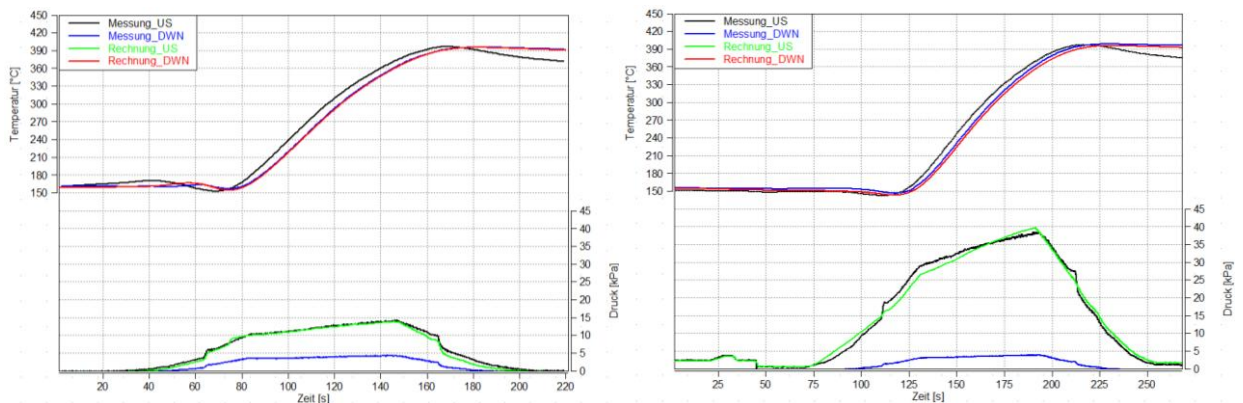 450
420
390
360
330
300
270
240
210
180
150
Temperatur [°C]
Messung_US
Messung_DWN
Rechnung_US
Rechnung_DWN
45
40
35
30
25
20
15
10
5
0
Druck [kPa]
20 40 60 80 100 120 140 160 180 200 220
Zeit [s]
450
420
390
360
330
300
270
240
210
180
150
Temperatur [°C]
Messung_US
Messung_DWN
Rechnung_US
Rechnung_DWN
45
40
35
30
25
20
15
10
5
0
Druck [kPa]
25 50 75 100 125 150 175 200 225 250
Zeit [s]